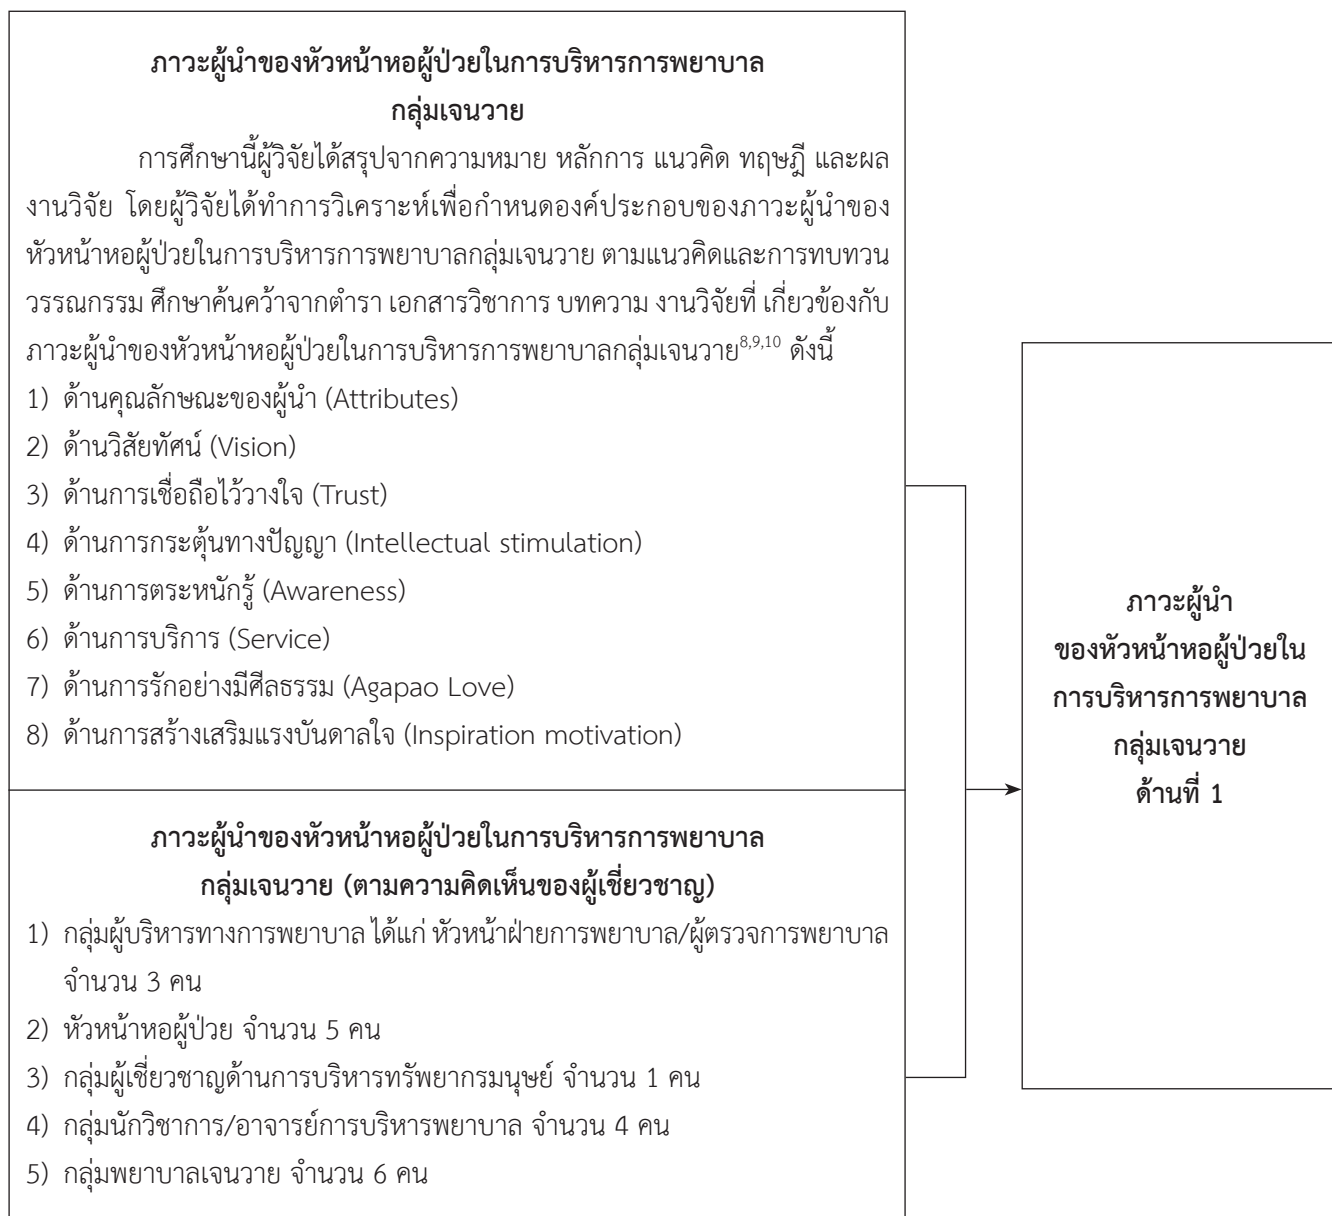 ภาวะผู้นำของหัวหน้าหอผู้ป่วยในการบริหารการพยาบาล
กลุ่มเจนวาย
การศึกษานี้ผู้วิจัยได้สรุปจากความหมาย หลักการ แนวคิด ทฤษฎี และผล
งานวิจัย โดยผู้วิจัยได้ทำการวิเคราะห์เพื่อกำหนดองค์ประกอบของภาวะผู้นำของ
หัวหน้าหอผู้ป่วยในการบริหารการพยาบาลกลุ่มเจนวาย ตามแนวคิดและการทบทวน
วรรณกรรม ศึกษาค้นคว้าจากตำรา เอกสารวิชาการ บทความ งานวิจัยที่ เกี่ยวข้องกับ
ภาวะผู้นำของหัวหน้าหอผู้ป่วยในการบริหารการพยาบาลกลุ่มเจนวาย8,9,10 ดังนี้
1) ด้านคุณลักษณะของผู้นำ (Attributes)
2) ด้านวิสัยทัศน์ (Vision)
3) ด้านการเชื่อถือไว้วางใจ (Trust)
4) ด้านการกระตุ้นทางปัญญา (Intellectual stimulation)
5) ด้านการตระหนักรู้ (Awareness)
6) ด้านการบริการ (Service)
7) ด้านการรักอย่างมีศีลธรรม (Agapao Love)
8) ด้านการสร้างเสริมแรงบันดาลใจ (Inspiration motivation)
ภาวะผู้นำของหัวหน้าหอผู้ป่วยในการบริหารการพยาบาล
กลุ่มเจนวาย (ตามความคิดเห็นของผู้เชี่ยวชาญ)
1) กลุ่มผู้บริหารทางการพยาบาล ได้แก่ หัวหน้าฝ่ายการพยาบาล/ผู้ตรวจการพยาบาล
จำนวน 3 คน
2) หัวหน้าหอผู้ป่วย จำนวน 5 คน
3) กลุ่มผู้เชี่ยวชาญด้านการบริหารทรัพยากรมนุษย์ จำนวน 1 คน
4) กลุ่มนักวิชาการ/อาจารย์การบริหารพยาบาล จำนวน 4 คน
5) กลุ่มพยาบาลเจนวาย จำนวน 6 คน
ภาวะผู้นำ
ของหัวหน้าหอผู้ป่วยใน
การบริหารการพยาบาล
กลุ่มเจนวาย
ด้านที่ 1